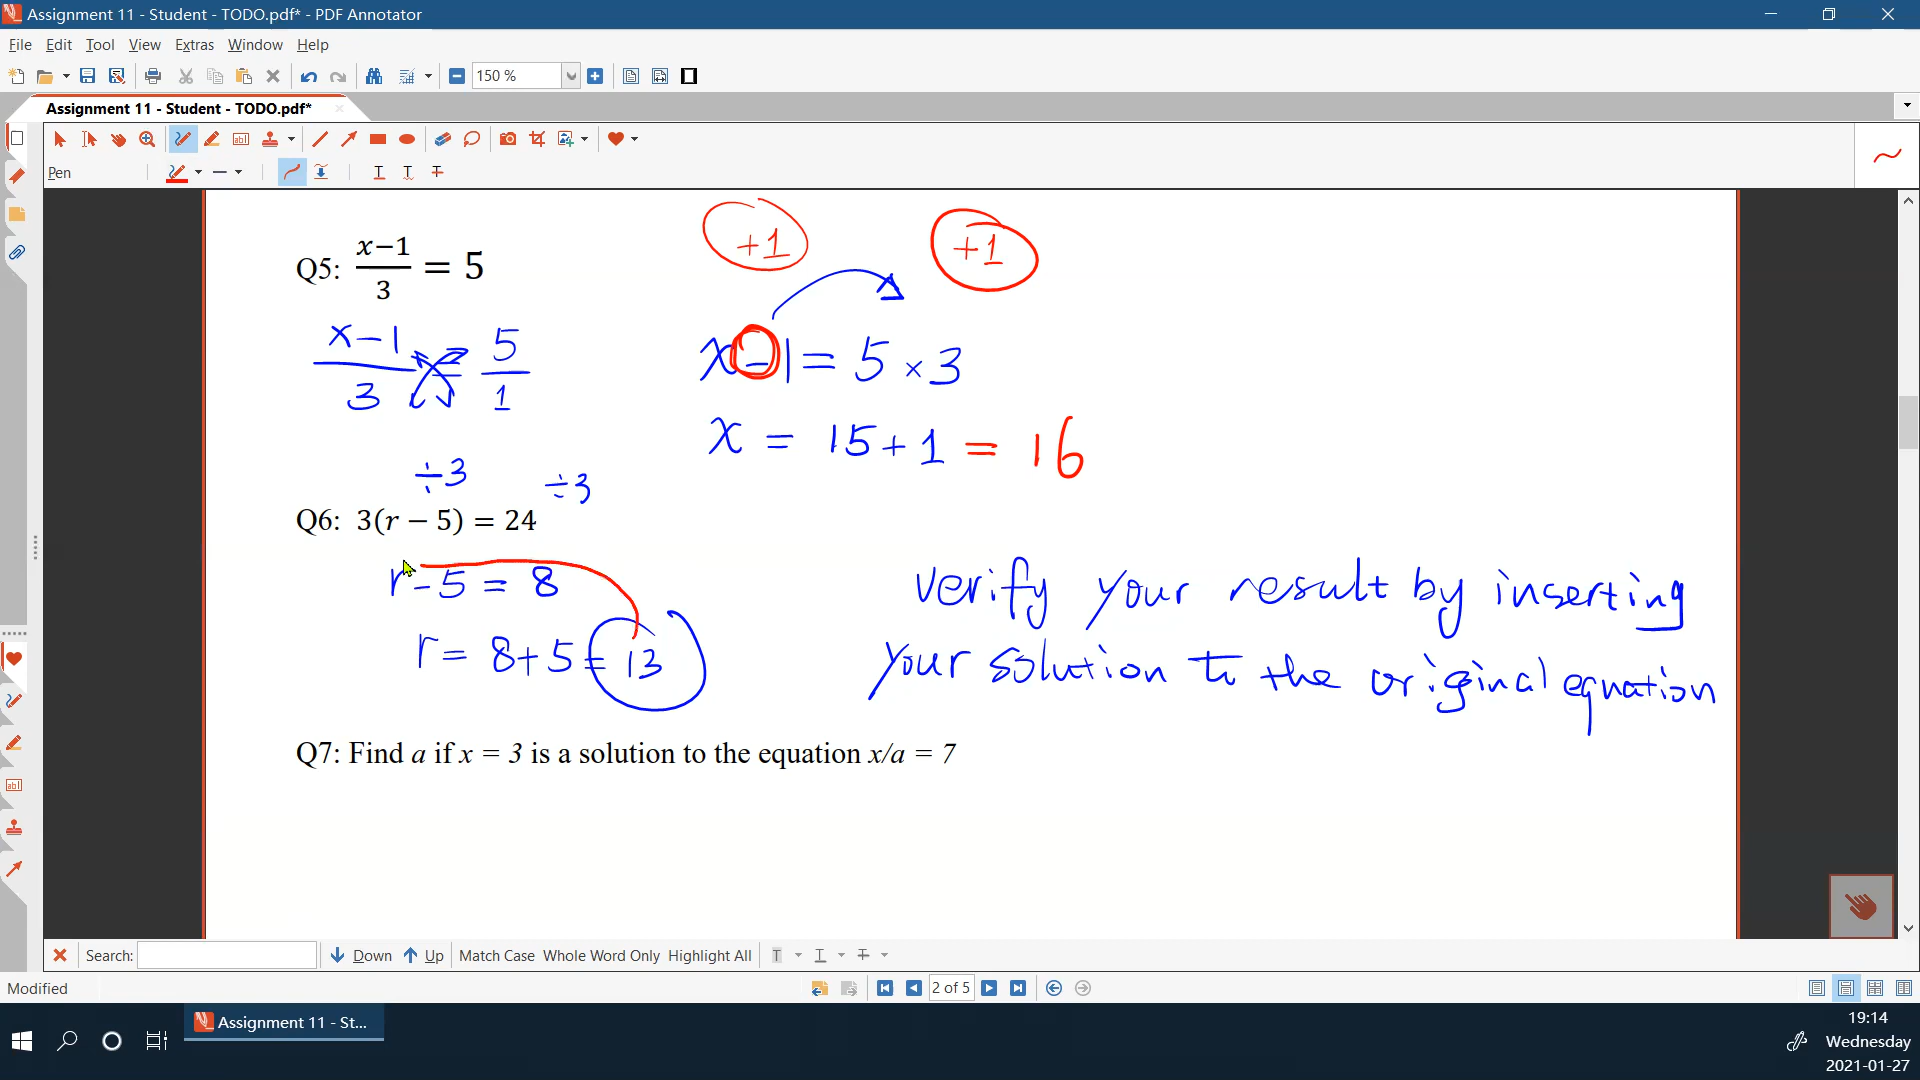 Assignment 11 - Student - TODO.pdf* - PDF Annotator
File Edit Tool View Extras Window Help
150 %
Assignment 11 - Student - TODO.pdf*
Pen
+1 +1
Q5: x−1/3 = 5
x-1/3 = 5/1
x-1 = 5 × 3
x = 15 + 1 = 16
÷3 ÷3
Q6: 3(r − 5) = 24
r-5 = 8
r = 8+5 = 13
verify your result by inserting
your solution to the original equation
Q7: Find a if x = 3 is a solution to the equation x/a = 7
Search: Down Up Match Case Whole Word Only Highlight All
Modified
2 of 5
Assignment 11 - St...
19:14
Wednesday
2021-01-27